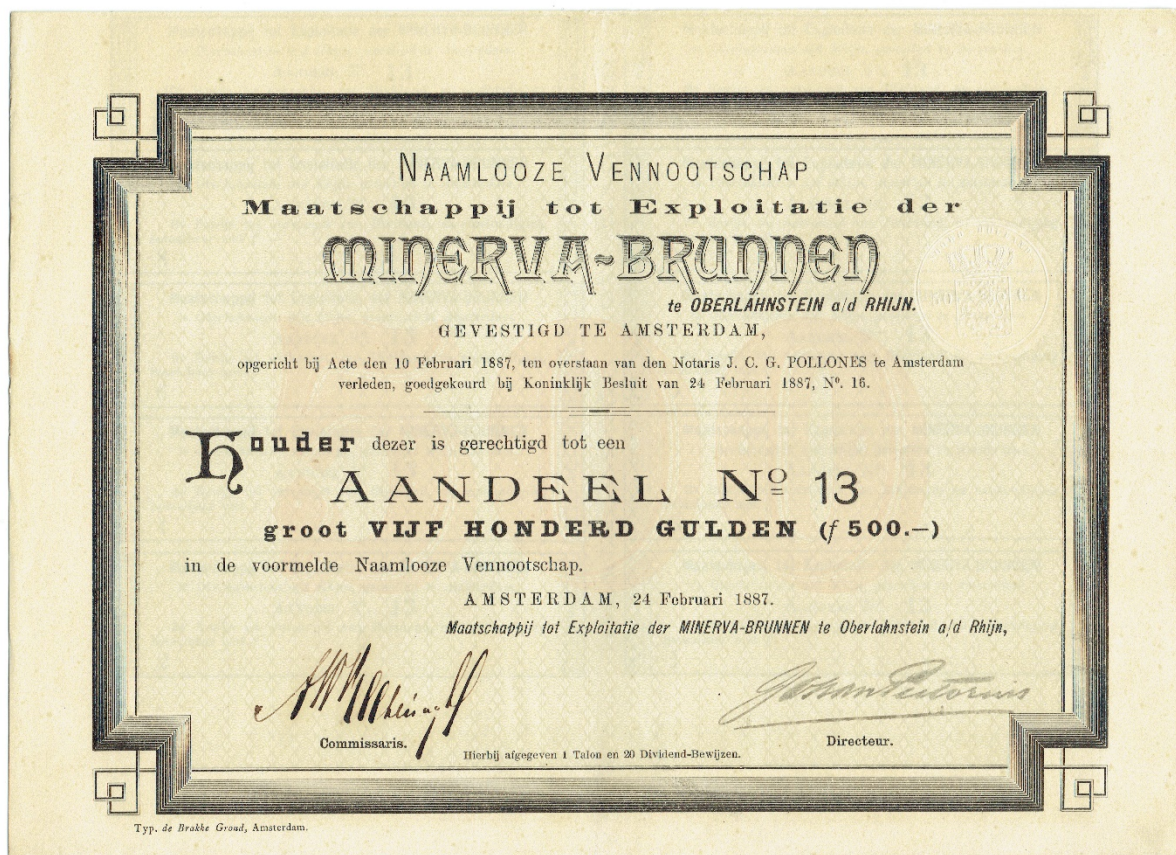 NAAMLOOZE VENNOOTSCHAP
Maatschappij tot Exploitatie der
MINERVA-BRUNNEN
te OBERLAHNSTEIN a/d RHIJN.
GEVESTIGD TE AMSTERDAM,
opgericht bij Acte den 10 Februari 1887, ten overstaan van den Notaris J. C. G. POLLONES te Amsterdam
verleden, goedgekeurd bij Koninklijk Besluit van 24 Februari 1887, Nº. 16.
500
Houder dezer is gerechtigd tot een
AANDEEL Nº 13
groot VIJF HONDERD GULDEN (ƒ 500.—)
in de voormelde Naamlooze Vennootschap.
AMSTERDAM, 24 Februari 1887.
Maatschappij tot Exploitatie der MINERVA-BRUNNEN te Oberlahnstein a/d Rhijn,
Commissaris.
Directeur.
Hierbij afgegeven 1 Talon en 20 Dividend-Bewijzen.
Typ. de Brakke Grond, Amsterdam.